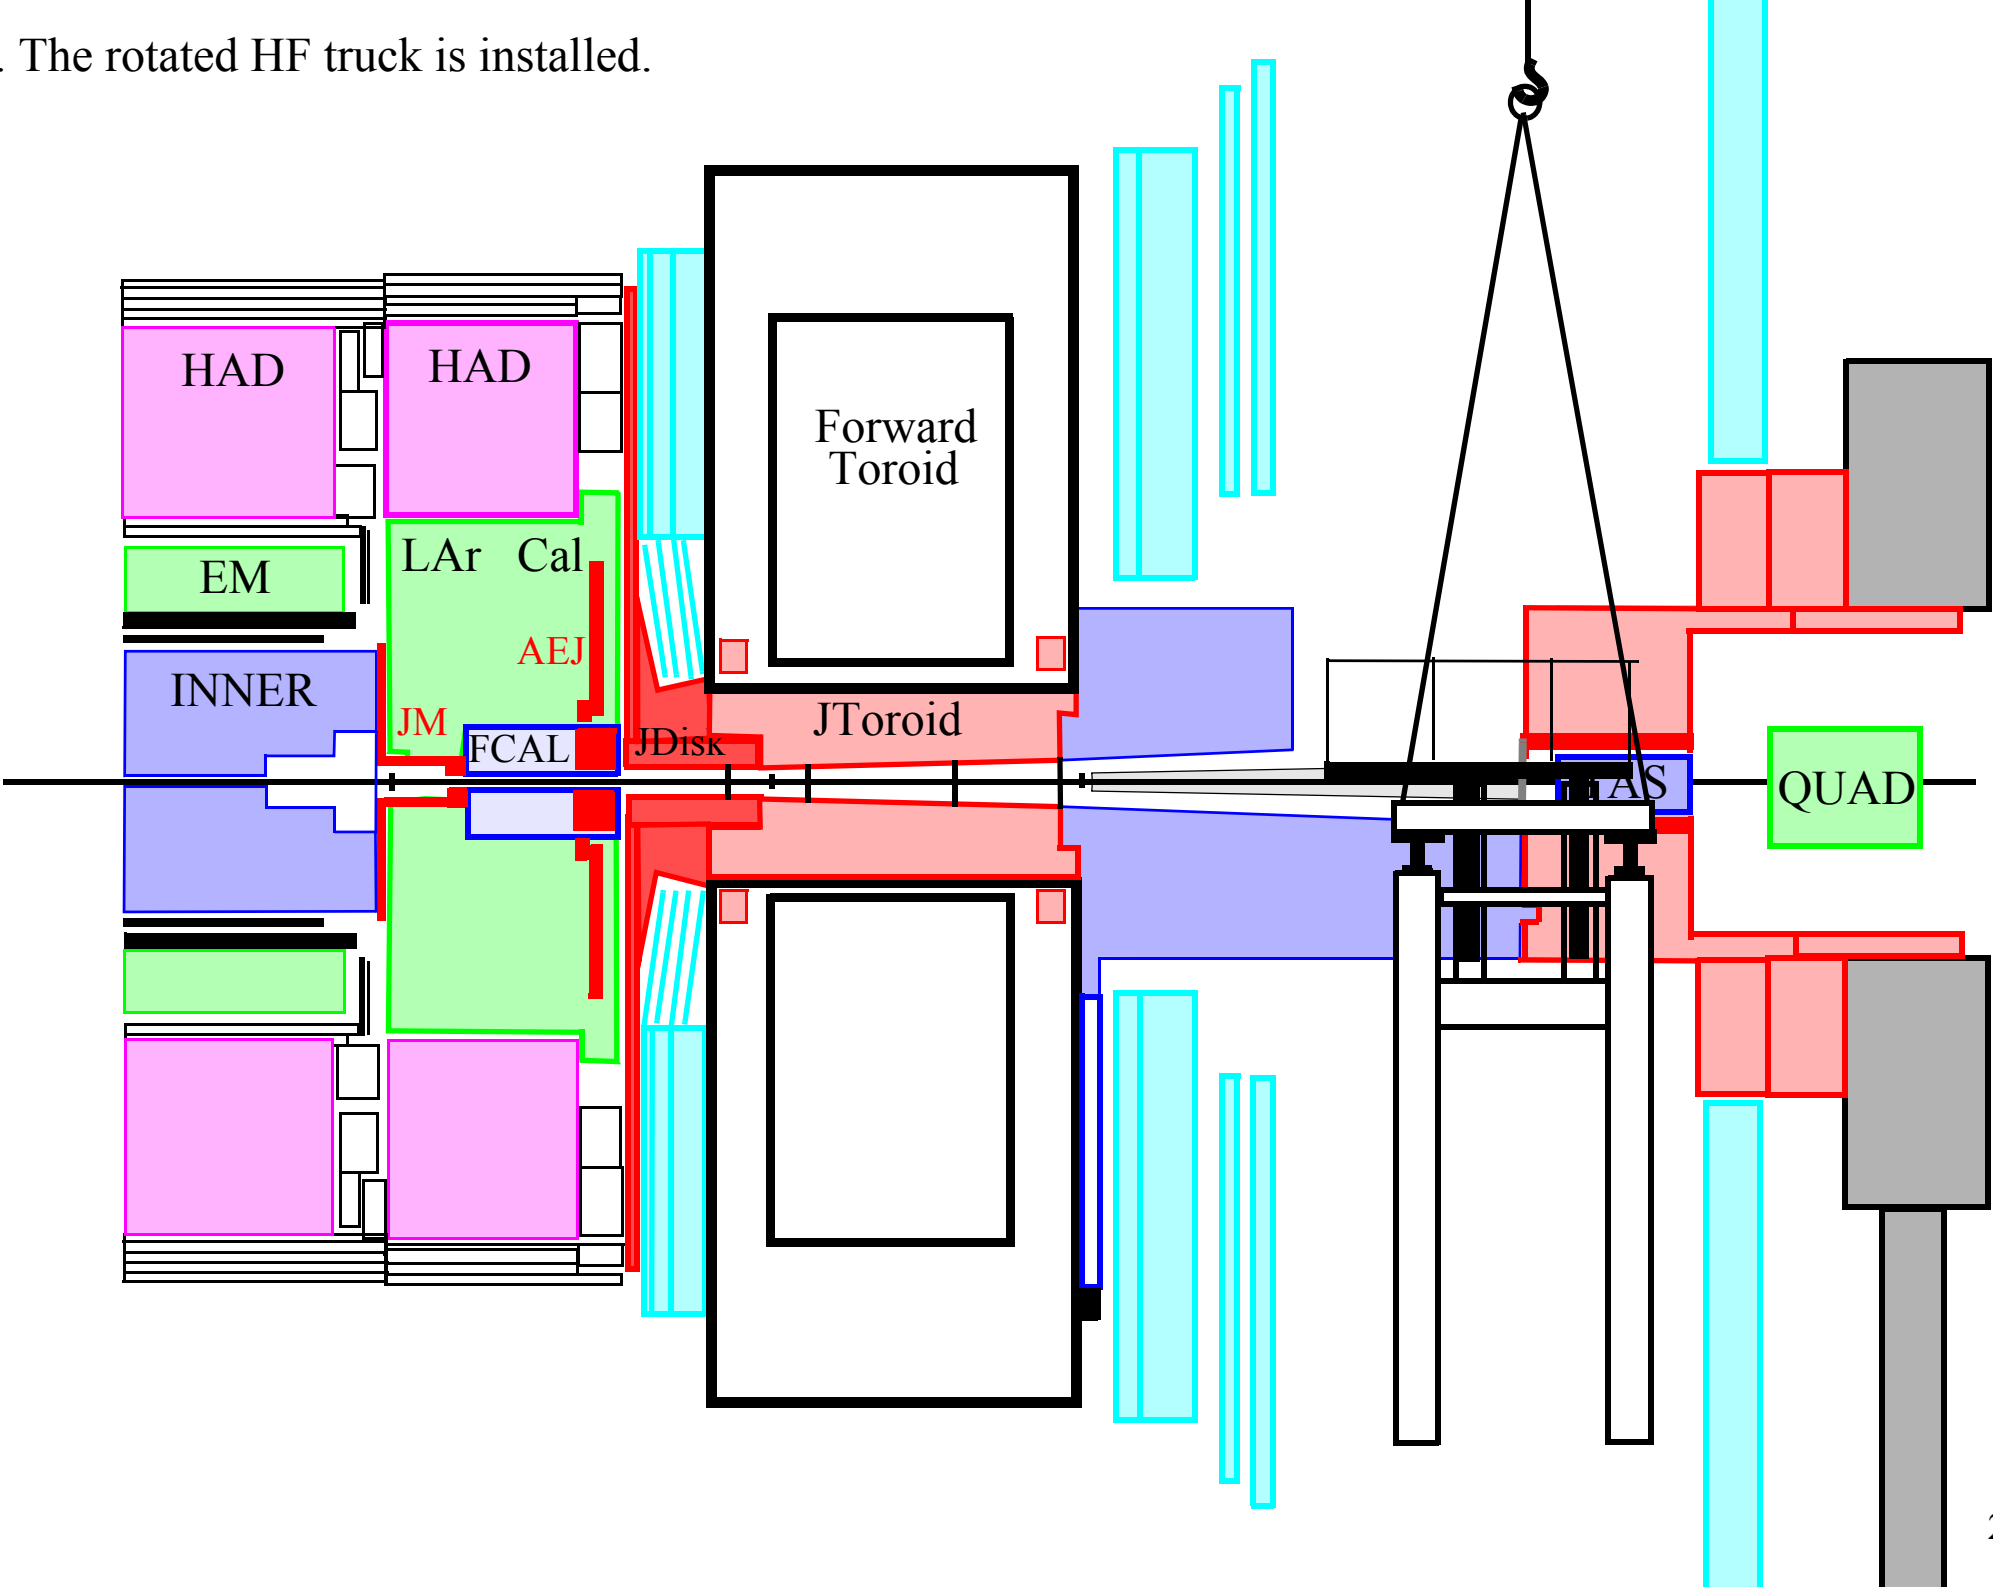 . The rotated HF truck is installed.
HAD
HAD
Forward
Toroid
LAr Cal
EM
AEJ
INNER
JM
JToroid
FCAL
JDisk
AS
QUAD